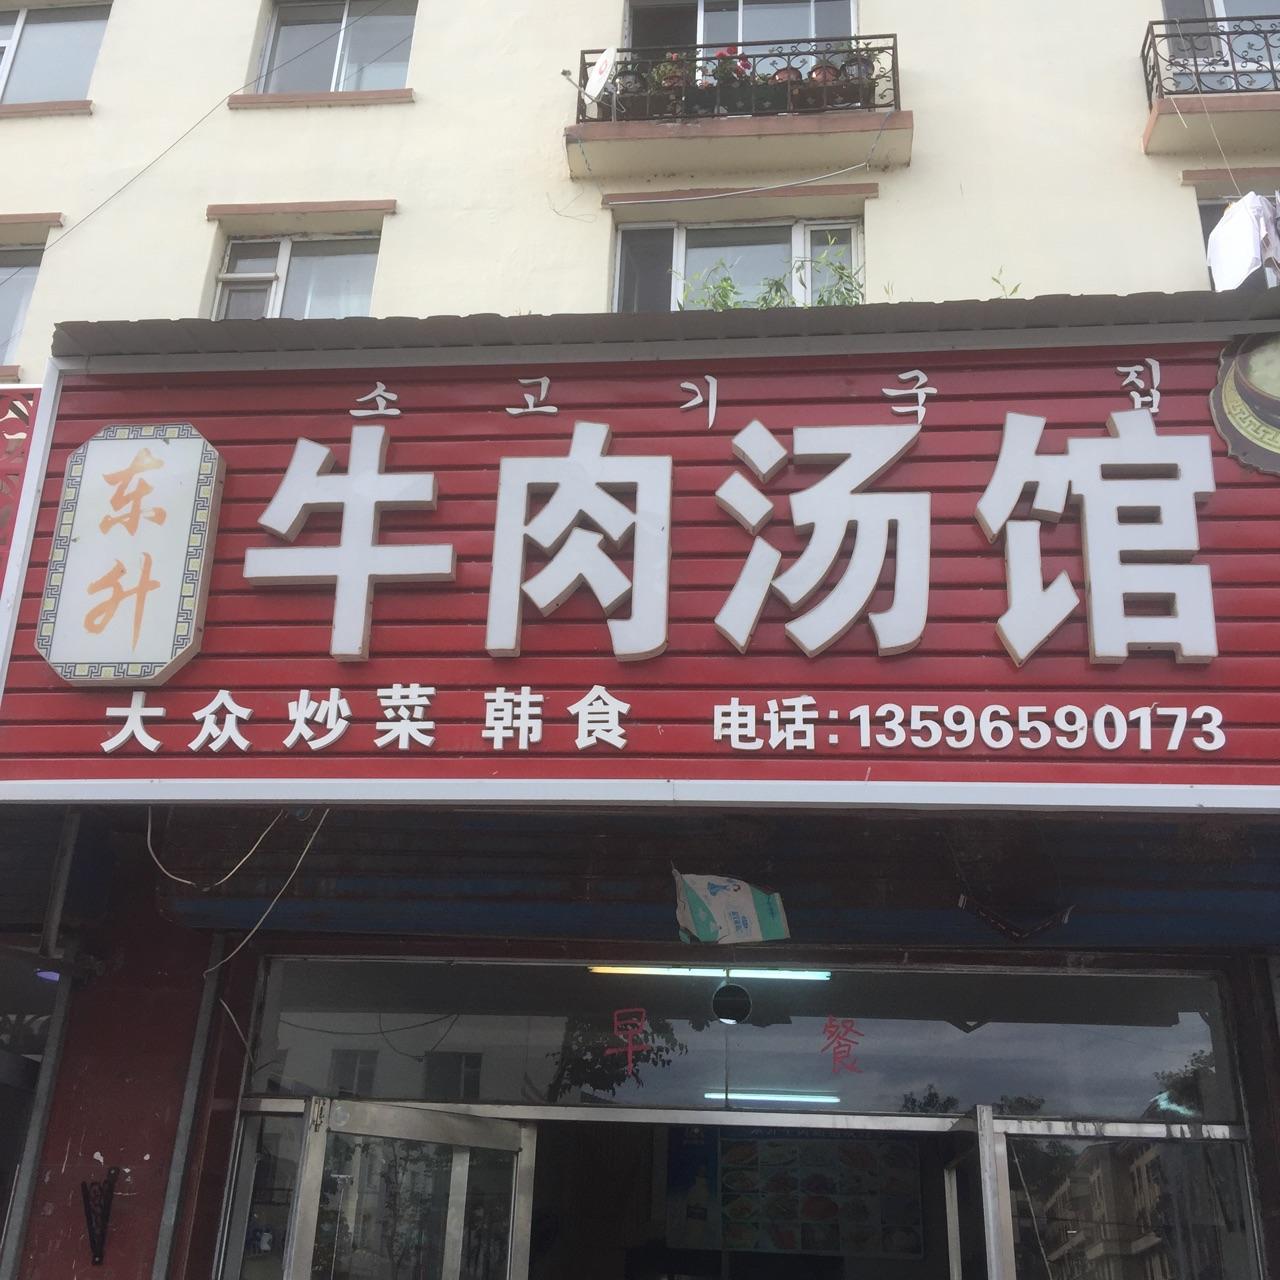 소고기국집
东升
牛肉汤馆
大众炒菜 韩食 电话:13596590173
早餐